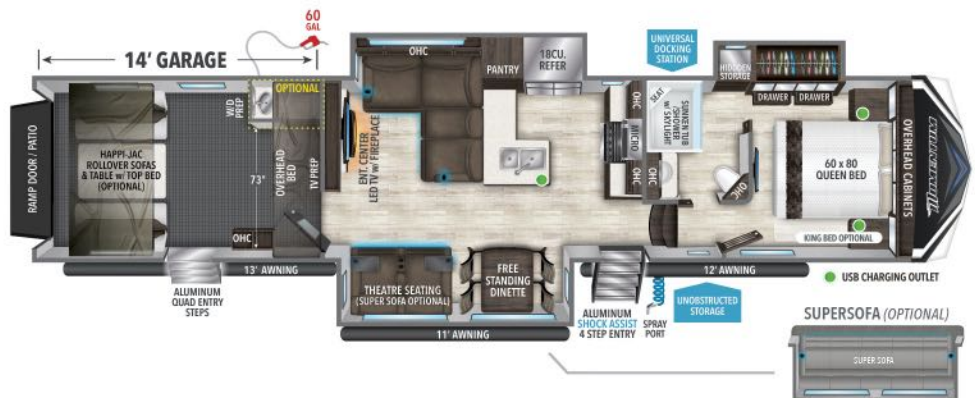 60
GAL
14' GARAGE
OHC
PANTRY
18CU.
REFER
UNIVERSAL
DOCKING
STATION
HIDDEN
STORAGE
DRAWER
DRAWER
RAMP DOOR / PATIO
HAPPI-JAC
ROLLOVER SOFAS
& TABLE w/ TOP BED
(OPTIONAL)
W/D
PREP
OPTIONAL
73"
OVERHEAD
BED
TV PREP
OHC
ENT. CENTER
LED TV w/ FIREPLACE
OHC
MICRO
OHC
OHC
SEAT
SUNKEN TUB
/SHOWER
W/ SKYLIGHT
OHC
60 x 80
QUEEN BED
KING BED OPTIONAL
OVERHEAD CABINETS
MOMENTUM
13' AWNING
ALUMINUM
QUAD ENTRY
STEPS
THEATRE SEATING
(SUPER SOFA OPTIONAL)
FREE
STANDING
DINETTE
11' AWNING
12' AWNING
ALUMINUM
SHOCK ASSIST
4 STEP ENTRY
SPRAY
PORT
UNOBSTRUCTED
STORAGE
USB CHARGING OUTLET
SUPERSOFA (OPTIONAL)
SUPER SOFA